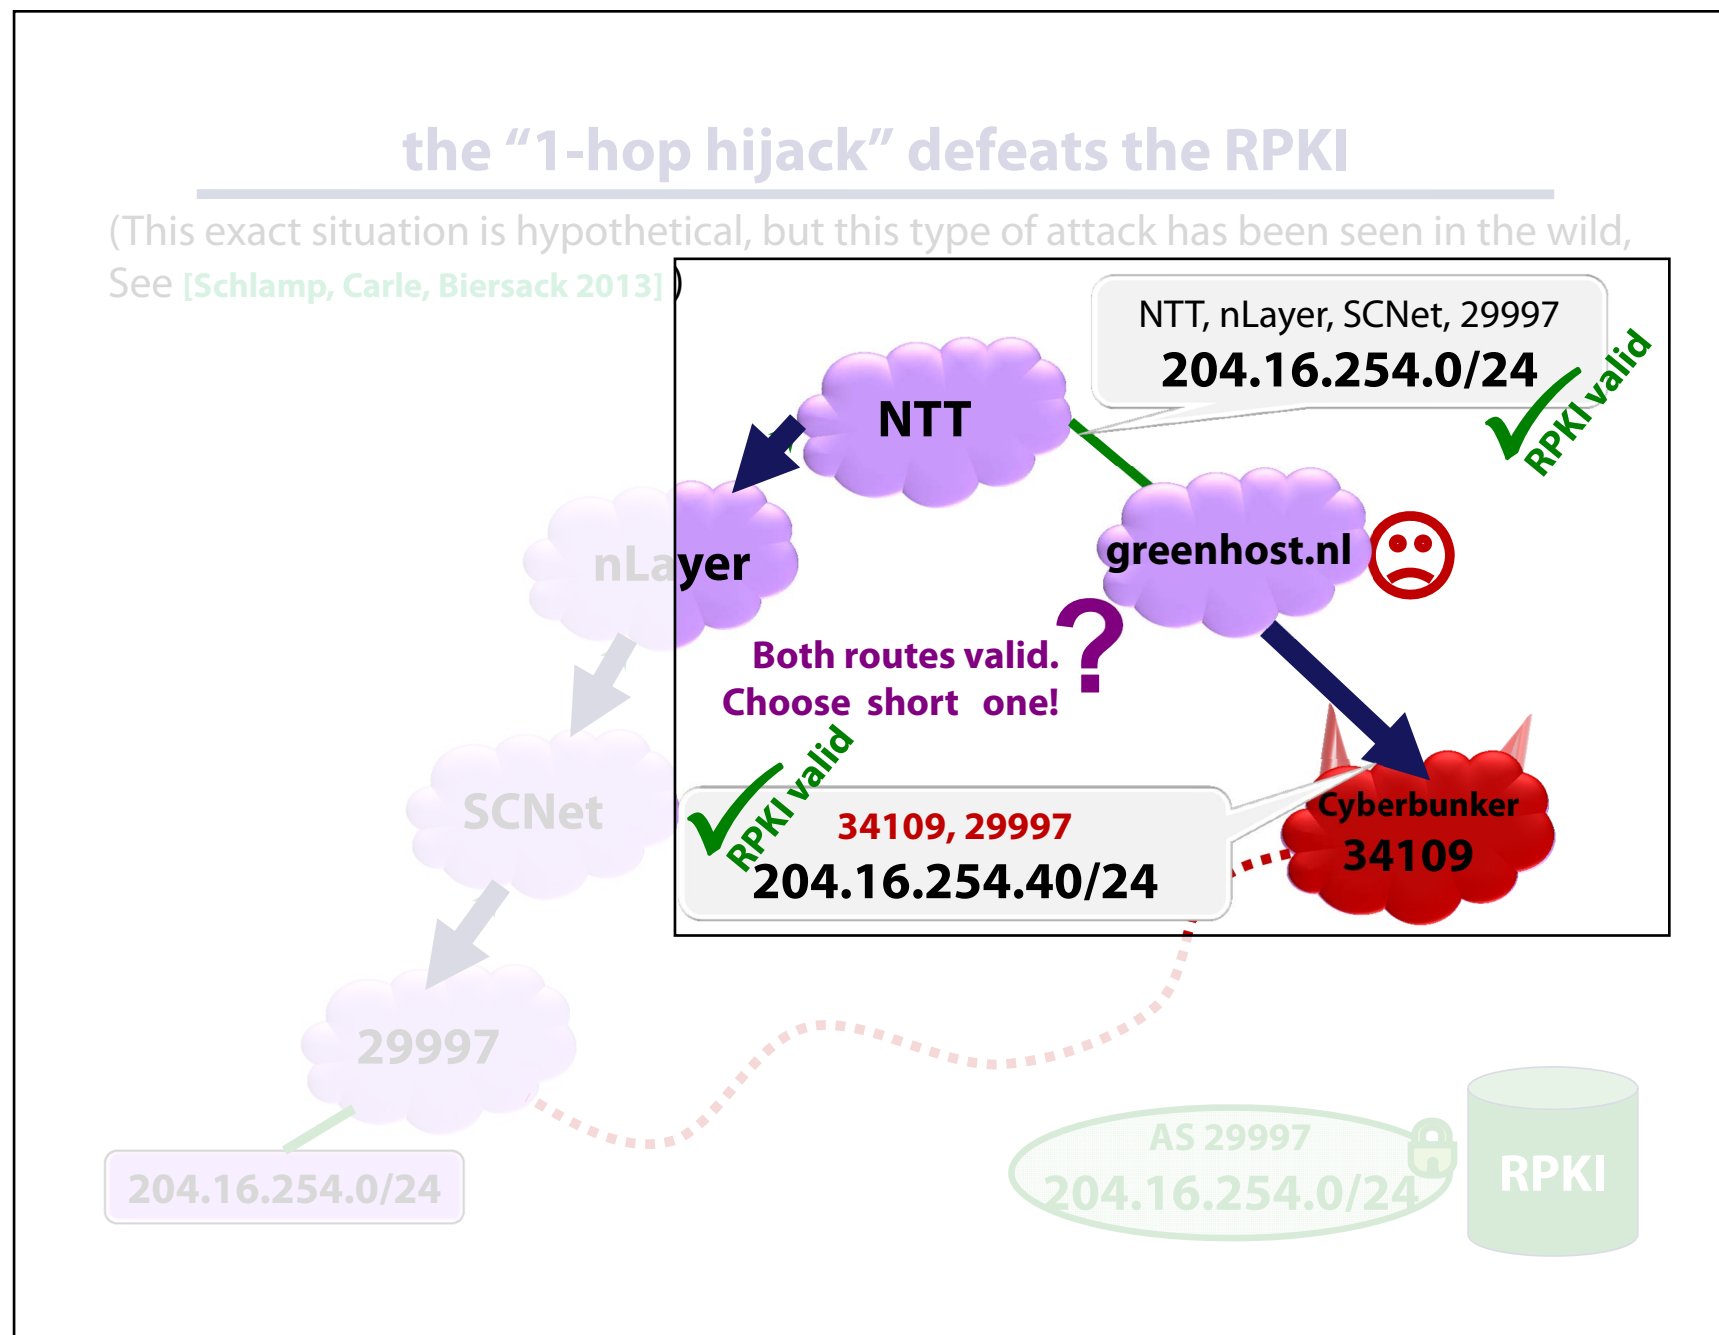 the “1-hop hijack” defeats the RPKI
(This exact situation is hypothetical, but this type of attack has been seen in the wild,
See [Schlamp, Carle, Biersack 2013] )
NTT, nLayer, SCNet, 29997
204.16.254.0/24
RPKI valid
NTT
nLayer
greenhost.nl
?
Both routes valid.
Choose short one!
RPKI valid
34109, 29997
204.16.254.40/24
Cyberbunker
34109
SCNet
29997
204.16.254.0/24
AS 29997
204.16.254.0/24
RPKI